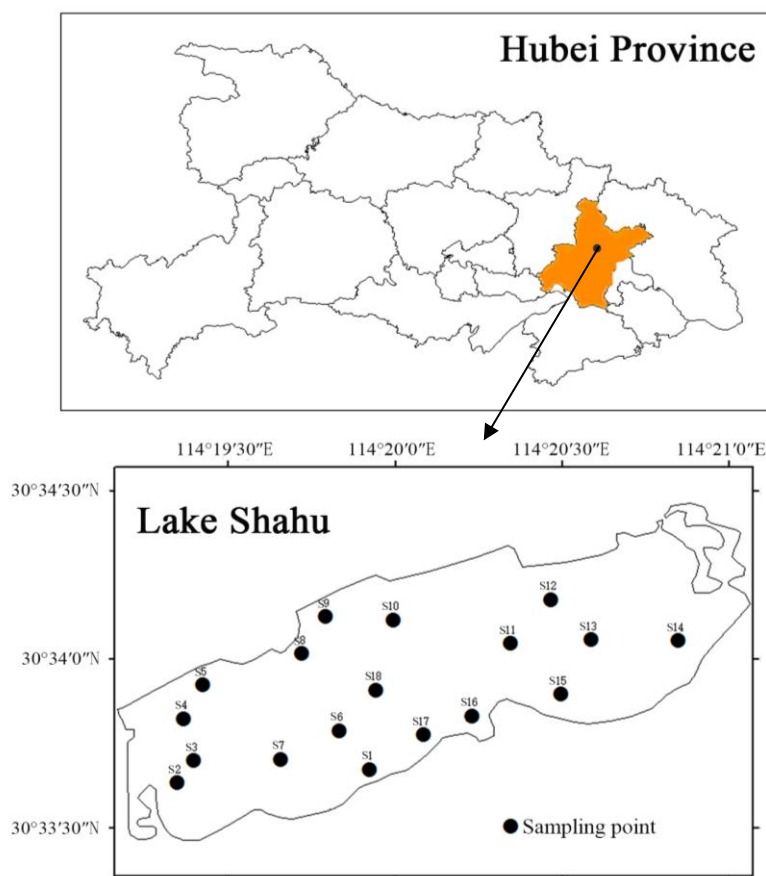 Hubei Province
114°19′30″E 114°20′0″E 114°20′30″E 114°21′0″E
30°34′30″N
Lake Shahu
S12
S9
S10
S13
S14
S11
S8
30°34′0″N
S5
S18
S15
S4
S16
S6
S17
S3
S7
S1
S2
30°33′30″N
Sampling point